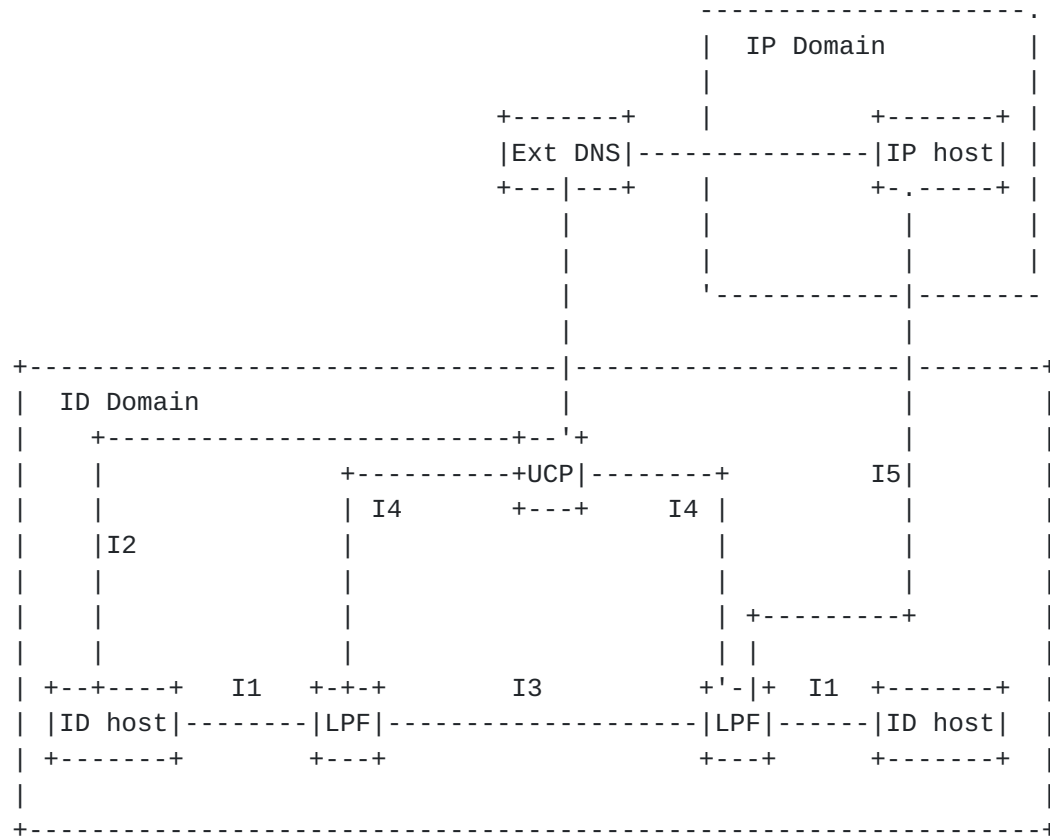 IP Domain
Ext DNS IP host
ID Domain
UCP I5
I4 I4
I2
I1 I3 I1
ID host LPF LPF ID host